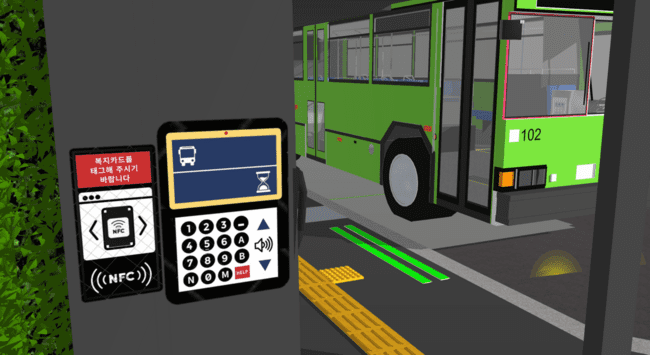 복지카드를
태그해 주시기
바랍니다
NFC
NFC
1 2 3 –
4 5 6 A
7 8 9 B
N 0 M HELP
102